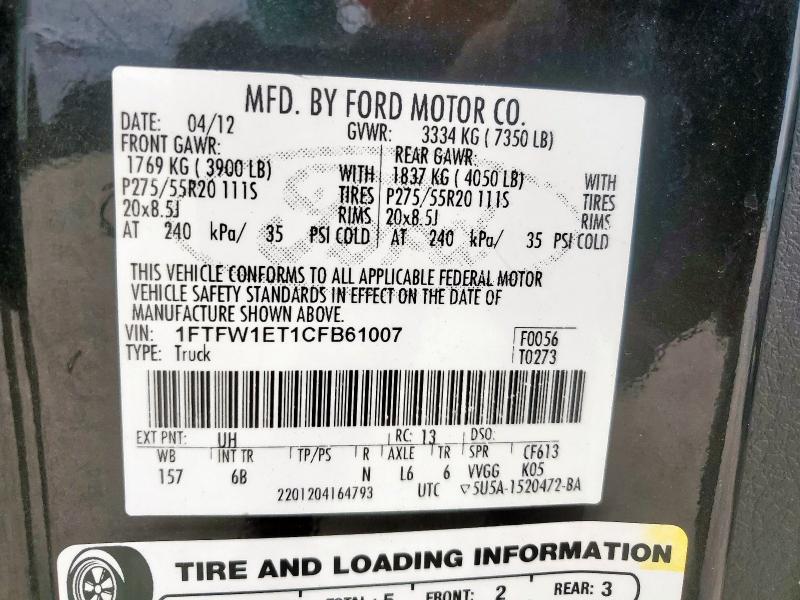 MFD. BY FORD MOTOR CO.
DATE: 04/12 GVWR: 3334 KG ( 7350 LB)
FRONT GAWR: REAR GAWR:
1769 KG ( 3900 LB) WITH 1837 KG ( 4050 LB) WITH
P275/55R20 111S TIRES P275/55R20 111S TIRES
20x8.5J RIMS 20x8.5J RIMS
AT 240 kPa/ 35 PSI COLD AT 240 kPa/ 35 PSI COLD
THIS VEHICLE CONFORMS TO ALL APPLICABLE FEDERAL MOTOR
VEHICLE SAFETY STANDARDS IN EFFECT ON THE DATE OF
MANUFACTURE SHOWN ABOVE.
VIN: 1FTFW1ET1CFB61007 F0056
TYPE: Truck T0273
EXT PNT: UH RC: 13 DSO:
WB INT TR TP/PS R AXLE TR SPR CF613
157 6B N L6 6 VVGG K05
2201204164793 UTC ▽5U5A-1520472-BA
TIRE AND LOADING INFORMATION
FRONT: 2 REAR: 3